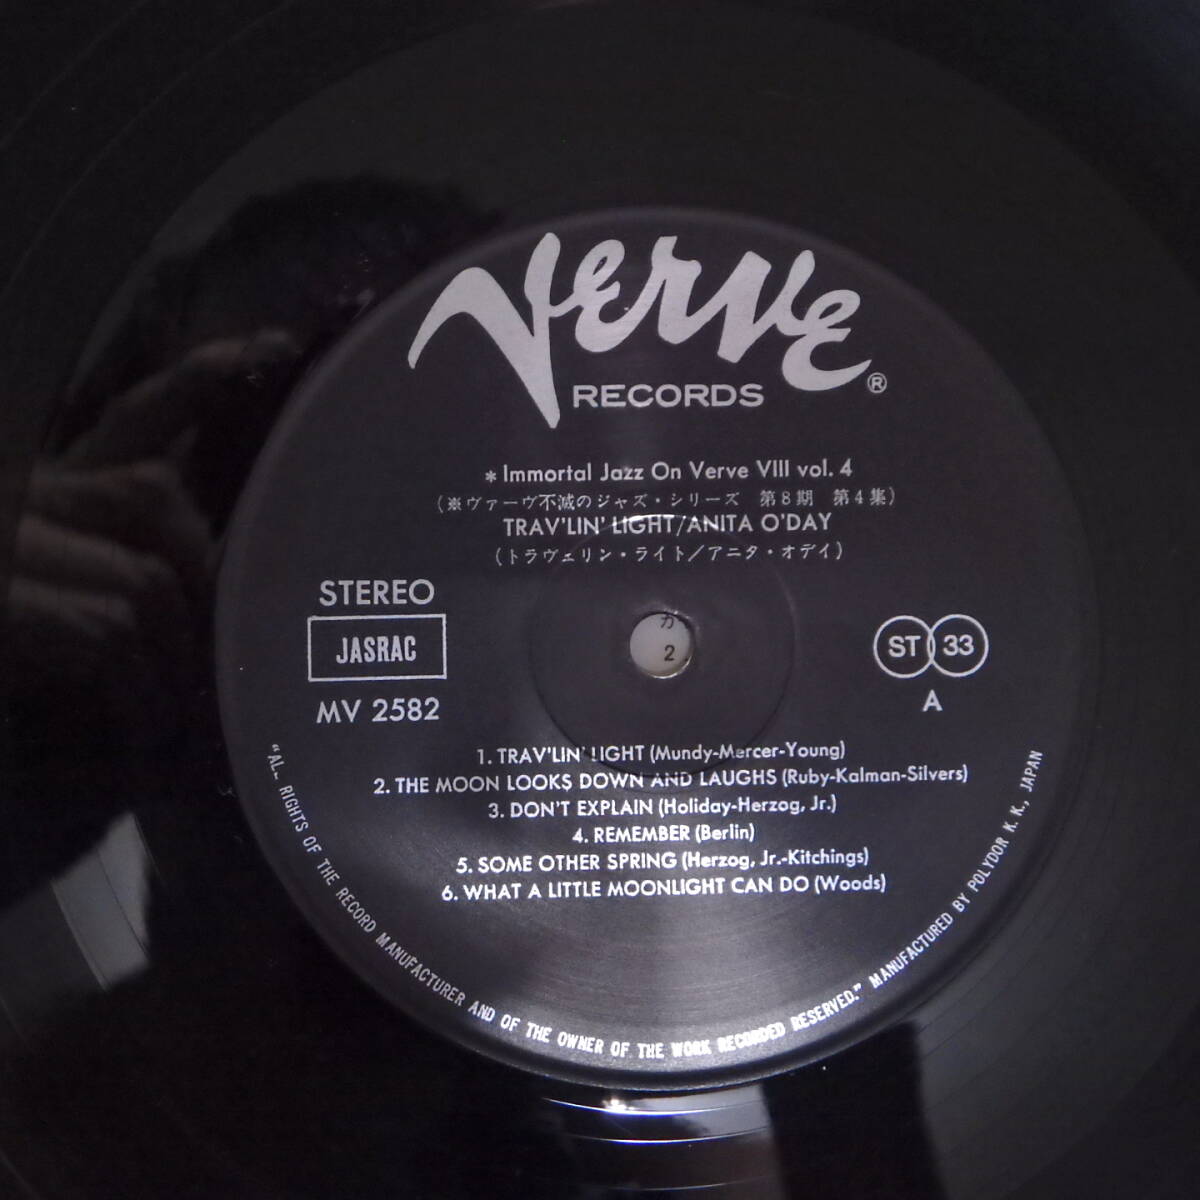 Verve
RECORDS ®
* Immortal Jazz On Verve VIII vol. 4
(※ヴァーヴ不滅のジャズ・シリーズ 第8期 第4集)
TRAV'LIN' LIGHT/ANITA O'DAY
(トラヴェリン・ライト/アニタ・オデイ)
STEREO
JASRAC
MV 2582
カ
2
ST 33
A
1. TRAV'LIN' LIGHT (Mundy-Mercer-Young)
2. THE MOON LOOKS DOWN AND LAUGHS (Ruby-Kalman-Silvers)
3. DON'T EXPLAIN (Holiday-Herzog, Jr.)
4. REMEMBER (Berlin)
5. SOME OTHER SPRING (Herzog, Jr.-Kitchings)
6. WHAT A LITTLE MOONLIGHT CAN DO (Woods)
"ALL RIGHTS OF THE RECORD MANUFACTURER AND OF THE OWNER OF THE WORK RECORDED RESERVED." MANUFACTURED BY POLYDOR K. K., JAPAN